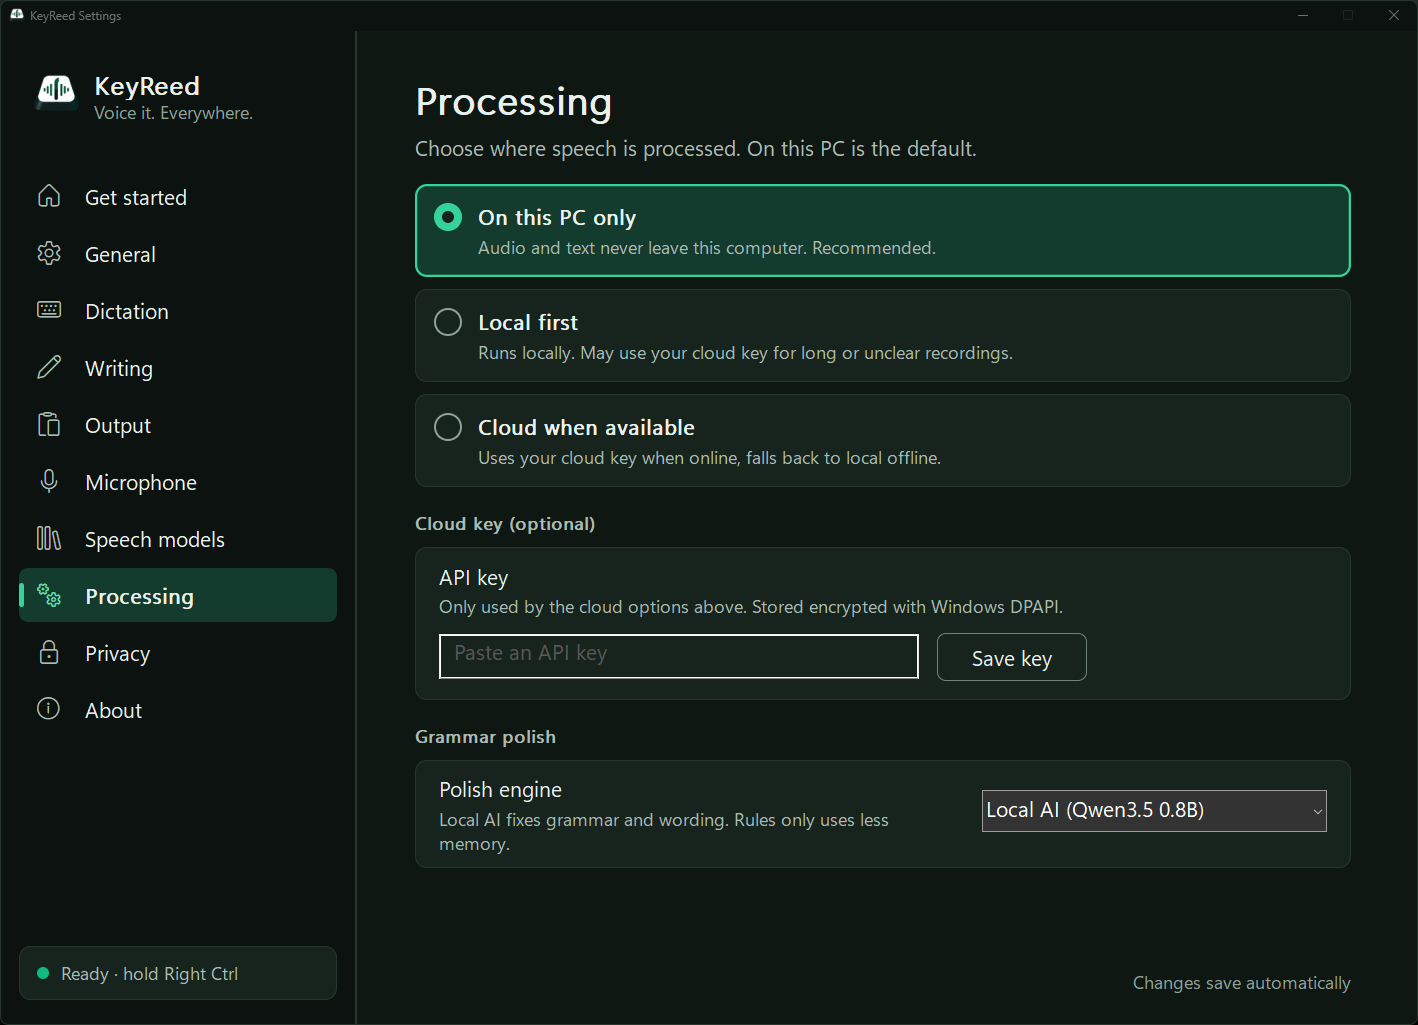 KeyReed Settings
KeyReed
Voice it. Everywhere.
Get started
General
Dictation
Writing
Output
Microphone
Speech models
Processing
Privacy
About
Ready · hold Right Ctrl
Processing
Choose where speech is processed. On this PC is the default.
On this PC only
Audio and text never leave this computer. Recommended.
Local first
Runs locally. May use your cloud key for long or unclear recordings.
Cloud when available
Uses your cloud key when online, falls back to local offline.
Cloud key (optional)
API key
Only used by the cloud options above. Stored encrypted with Windows DPAPI.
Paste an API key
Save key
Grammar polish
Polish engine
Local AI fixes grammar and wording. Rules only uses less
memory.
Local AI (Qwen3.5 0.8B)
Changes save automatically